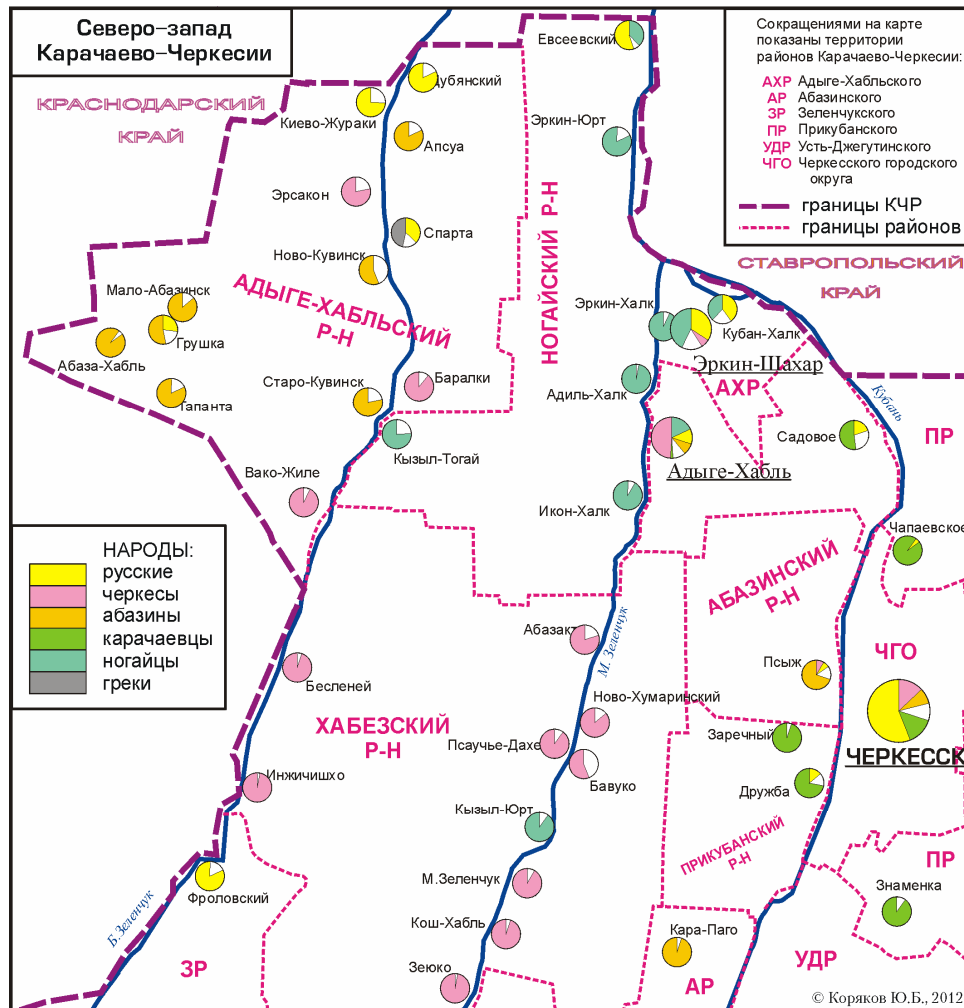 Северо-запад
Карачаево-Черкесии
КРАСНОДАРСКИЙ
КРАЙ
Сокращениями на карте
показаны территории
районов Карачаево-Черкесии:
АХР Адыге-Хабльского
АР Абазинского
ЗР Зеленчукского
ПР Прикубанского
УДР Усть-Джегутинского
ЧГО Черкесского городского
округа
границы КЧР
границы районов
СТАВРОПОЛЬСКИЙ
КРАЙ
Евсеевский
Дубянский
Киево-Жураки
Апсуа
Эркин-Юрт
Эрсакон
Спарта
Ново-Кувинск
НОГАЙСКИЙ Р-Н
АДЫГЕ-ХАБЛЬСКИЙ
Р-Н
Мало-Абазинск
Грушка
Абаза-Хабль
Тапанта
Старо-Кувинск
Баралки
Кызыл-Тогай
Вако-Жиле
Эркин-Халк
Кубан-Халк
Эркин-Шахар
АХР
Адиль-Халк
Кубань
Садовое
ПР
Адыге-Хабль
Икон-Халк
Чапаевское
НАРОДЫ:
русские
черкесы
абазины
карачаевцы
ногайцы
греки
АБАЗИНСКИЙ
Р-Н
М. Зеленчук
Абазакт
Псыж
ЧГО
Бесленей
Ново-Хумаринский
ХАБЕЗСКИЙ
Р-Н
Псаучье-Дахе
Заречный
ЧЕРКЕССК
Бавуко
Инжичишхо
Дружба
Кызыл-Юрт
ПРИКУБАНСКИЙ
Р-Н
ПР
Фроловский
М.Зеленчук
Знаменка
Б.Зеленчук
Кош-Хабль
Кара-Паго
ЗР
Зеюко
АР
УДР
© Коряков Ю.Б., 2012